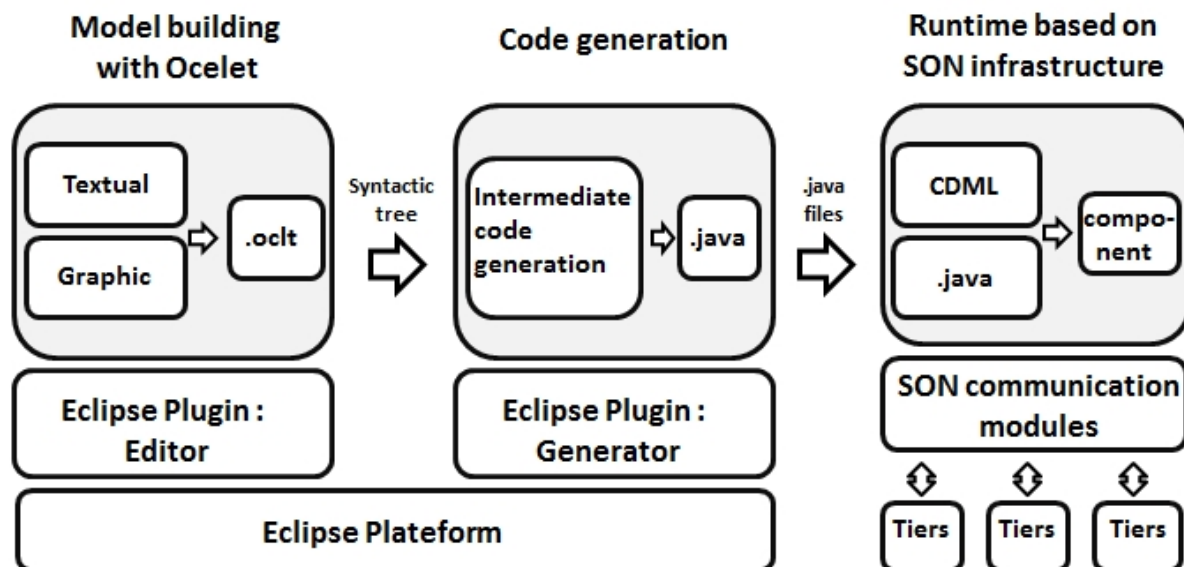 Model building
with Ocelet
Code generation
Runtime based on
SON infrastructure
Textual
Graphic
.oclt
Syntactic
tree
Intermediate
code
generation
.java
.java
files
CDML
.java
compo-
nent
Eclipse Plugin :
Editor
Eclipse Plugin :
Generator
SON communication
modules
Eclipse Plateform
Tiers
Tiers
Tiers